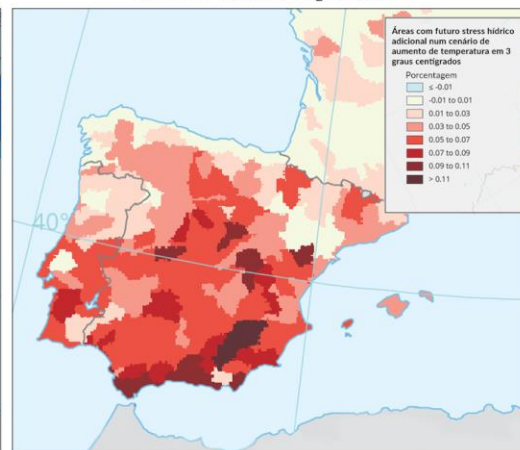 Áreas com futuro stress hídrico
adicional num cenário de
aumento de temperatura em 3
graus centígrados
Porcentagem
≤ -0.01
-0.01 to 0.01
0.01 to 0.03
0.03 to 0.05
0.05 to 0.07
0.07 to 0.09
0.09 to 0.11
> 0.11
40°